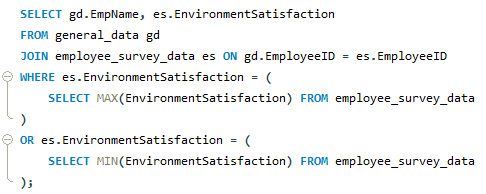 SELECT gd.EmpName, es.EnvironmentSatisfaction
FROM general_data gd
JOIN employee_survey_data es ON gd.EmployeeID = es.EmployeeID
WHERE es.EnvironmentSatisfaction = (
    SELECT MAX(EnvironmentSatisfaction) FROM employee_survey_data
)
OR es.EnvironmentSatisfaction = (
    SELECT MIN(EnvironmentSatisfaction) FROM employee_survey_data
);